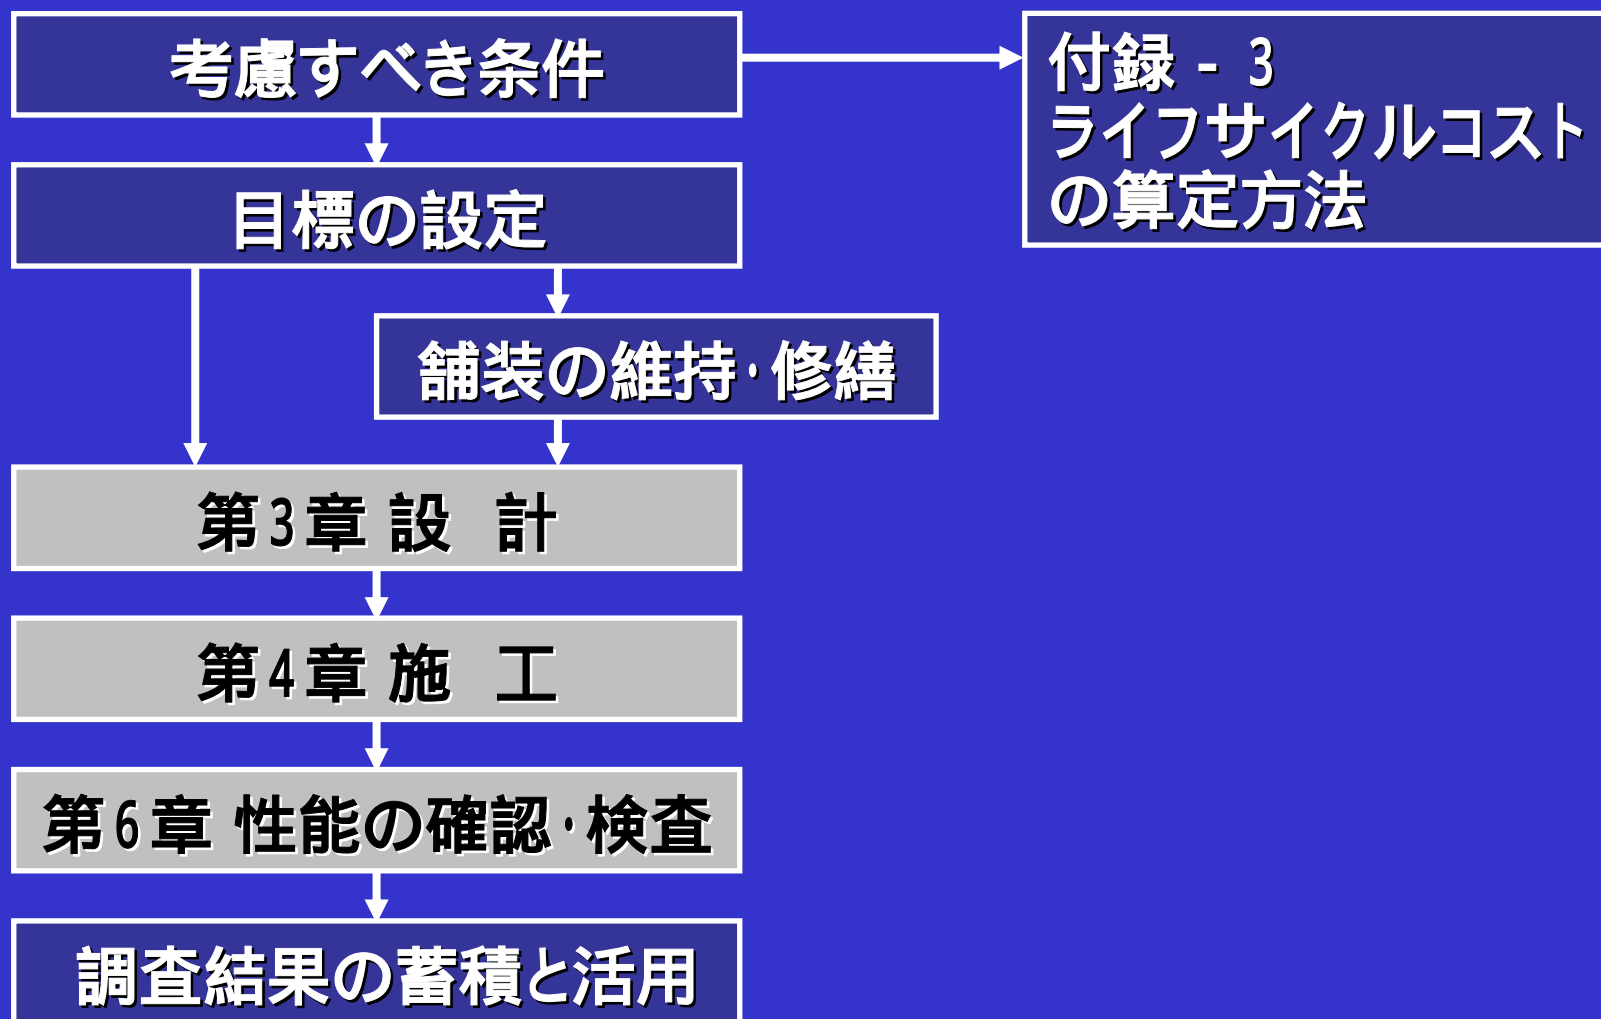 考慮すべき条件
付録 - 3
ライフサイクルコスト
の算定方法
目標の設定
舗装の維持･修繕
第3章 設 計
第4章 施 工
第6章 性能の確認･検査
調査結果の蓄積と活用